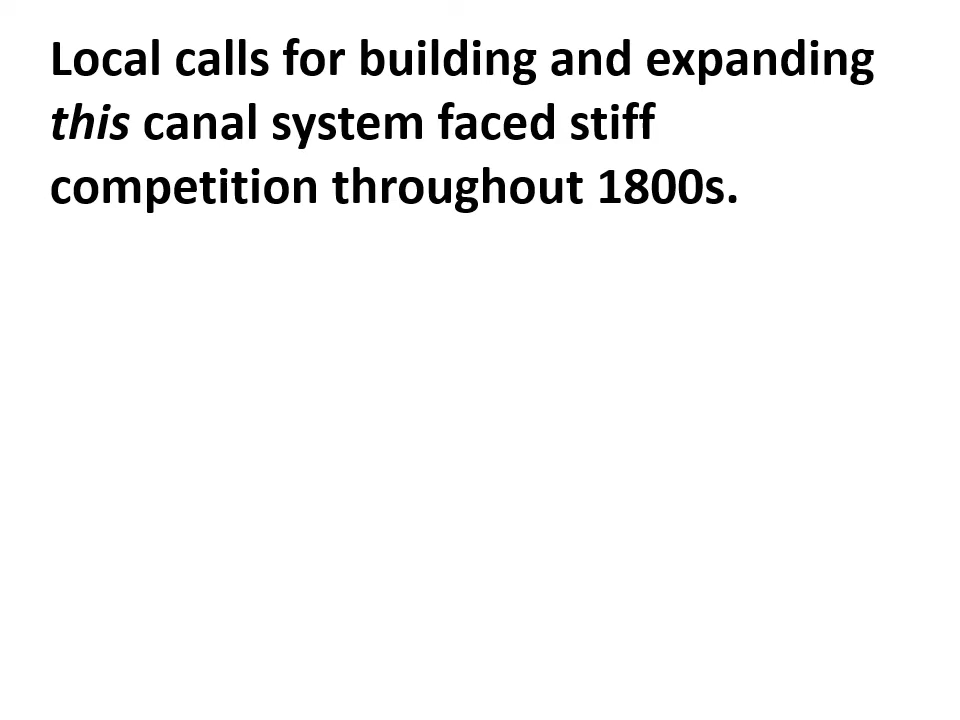 Local calls for building and expanding
this canal system faced stiff
competition throughout 1800s.